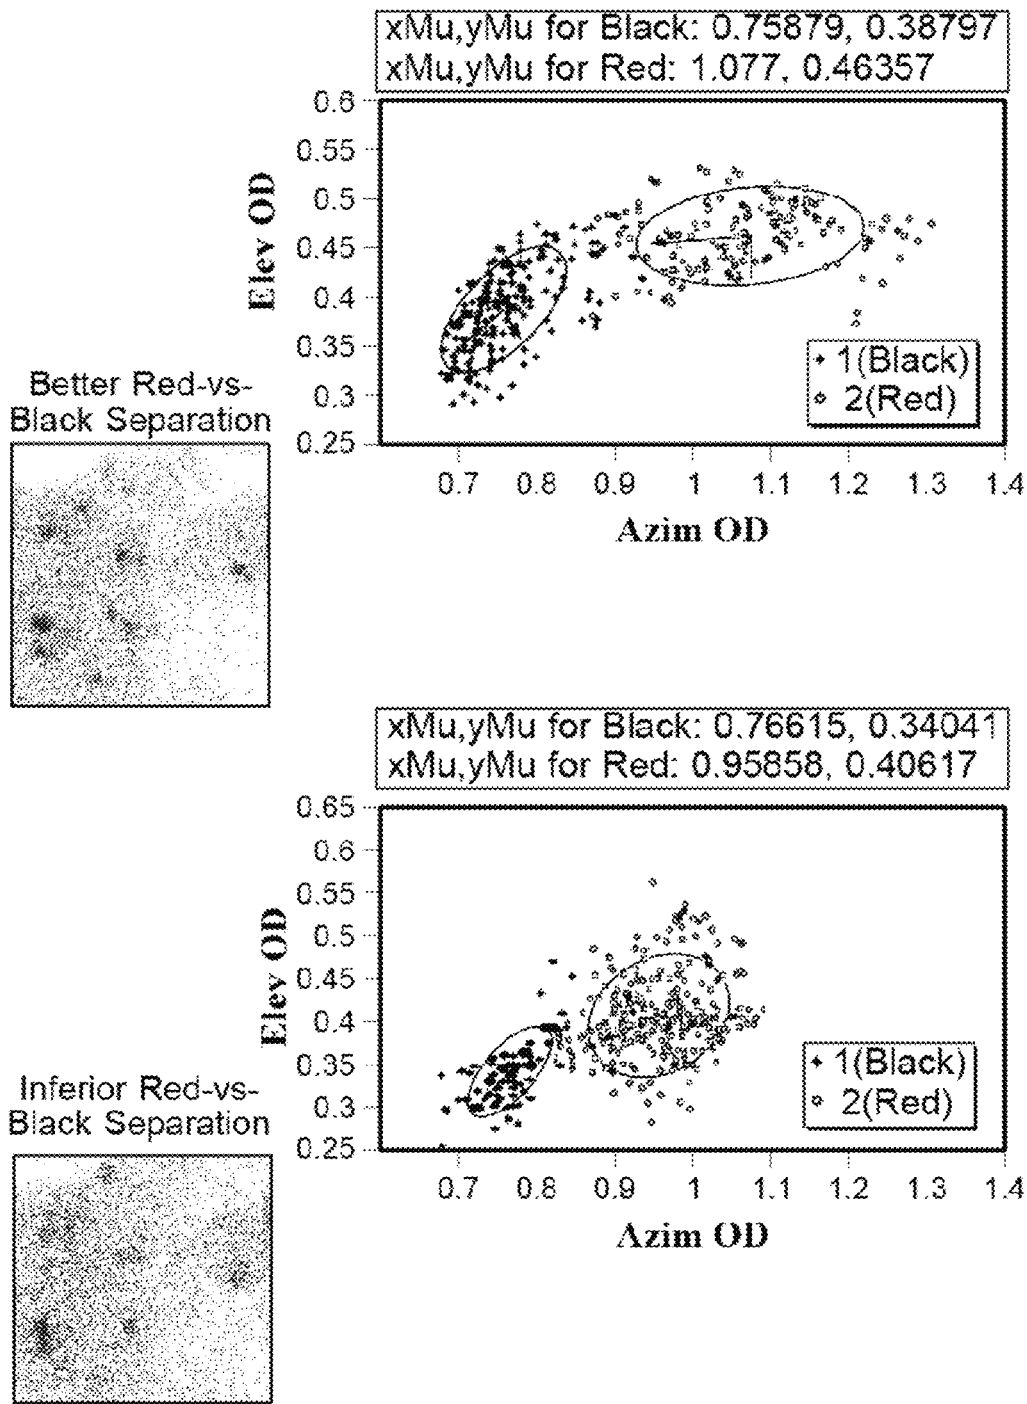 xMu,yMu for Black: 0.75879, 0.38797
xMu,yMu for Red: 1.077, 0.46357
0.6
0.55
0.5
0.45
0.4
0.35
0.3
0.25
Elev OD
1(Black)
2(Red)
0.7 0.8 0.9 1 1.1 1.2 1.3 1.4
Azim OD
Better Red-vs-
Black Separation
xMu,yMu for Black: 0.76615, 0.34041
xMu,yMu for Red: 0.95858, 0.40617
0.65
0.6
0.55
0.5
0.45
0.4
0.35
0.3
0.25
Elev OD
1(Black)
2(Red)
0.7 0.8 0.9 1 1.1 1.2 1.3 1.4
Azim OD
Inferior Red-vs-
Black Separation